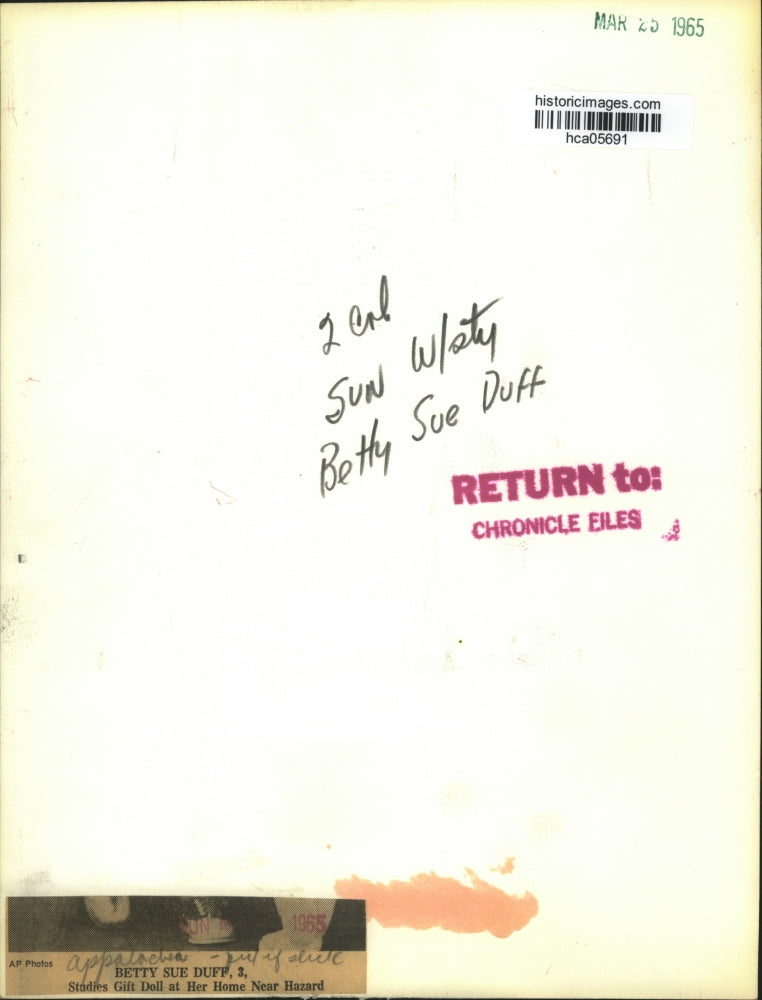 MAR 25 1965
historicimages.com
hca05691
2 col
SUN W/sty
Betty Sue Duff
RETURN to:
CHRONICLE FILES
SUN 1965
AP Photos
appalachia -
BETTY SUE DUFF, 3,
Studies Gift Doll at Her Home Near Hazard